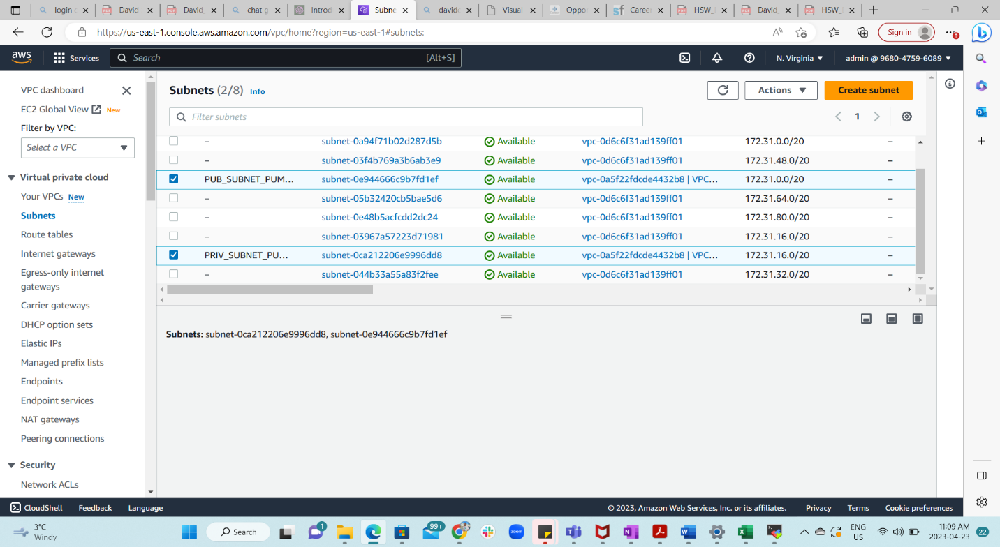 login c
David
David_
chat g
Introd
Subne
davidc
Visual
Oppor
Career
HSW_
David_
HSW_
https://us-east-1.console.aws.amazon.com/vpc/home?region=us-east-1#subnets:
Sign in
aws
Services
Search
[Alt+S]
N. Virginia
admin @ 9680-4759-6089
VPC dashboard
EC2 Global View New
Filter by VPC:
Select a VPC
Virtual private cloud
Your VPCs New
Subnets
Route tables
Internet gateways
Egress-only internet
gateways
Carrier gateways
DHCP option sets
Elastic IPs
Managed prefix lists
Endpoints
Endpoint services
NAT gateways
Peering connections
Security
Network ACLs
Subnets (2/8) Info
Actions
Create subnet
Filter subnets
1
– subnet-0a94f71b02d287d5b Available vpc-0d6c6f31ad139ff01 172.31.0.0/20 –
– subnet-03f4b769a3b6ab3e9 Available vpc-0d6c6f31ad139ff01 172.31.48.0/20 –
PUB_SUBNET_PUM... subnet-0e944666c9b7fd1ef Available vpc-0a5f22fdcde4432b8 | VPC... 172.31.0.0/20 –
– subnet-05b32420cb5bae5d6 Available vpc-0d6c6f31ad139ff01 172.31.64.0/20 –
– subnet-0e48b5acfcdd2dc24 Available vpc-0d6c6f31ad139ff01 172.31.80.0/20 –
– subnet-03967a57223d71981 Available vpc-0d6c6f31ad139ff01 172.31.16.0/20 –
PRIV_SUBNET_PU... subnet-0ca212206e9996dd8 Available vpc-0a5f22fdcde4432b8 | VPC... 172.31.16.0/20 –
– subnet-044b33a55a83f2fee Available vpc-0d6c6f31ad139ff01 172.31.32.0/20 –
Subnets: subnet-0ca212206e9996dd8, subnet-0e944666c9b7fd1ef
CloudShell
Feedback
Language
© 2023, Amazon Web Services, Inc. or its affiliates.
Privacy
Terms
Cookie preferences
3°C
Windy
Search
1
99+
zoom
ENG
US
11:09 AM
2023-04-23
22